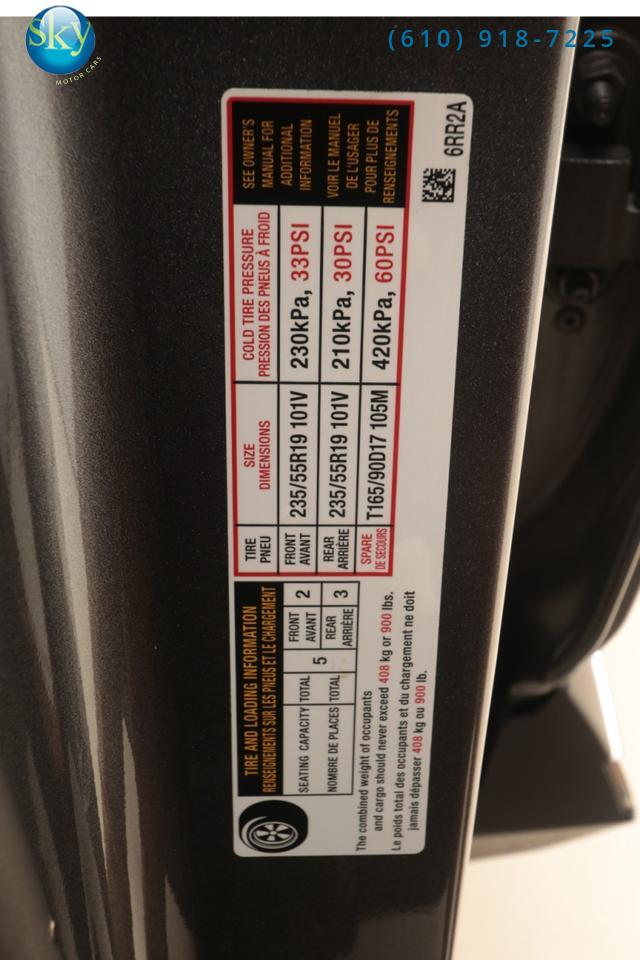 sky
MOTOR CARS
(610) 918-7225
TIRE AND LOADING INFORMATION
RENSEIGNEMENTS SUR LES PNEUS ET LE CHARGEMENT
SEATING CAPACITY TOTAL 5 FRONT 2
AVANT
NOMBRE DE PLACES TOTAL REAR 3
ARRIÈRE
The combined weight of occupants
and cargo should never exceed 408 kg or 900 lbs.
Le poids total des occupants et du chargement ne doit
jamais dépasser 408 kg ou 900 lb.
TIRE SIZE COLD TIRE PRESSURE
PNEU DIMENSIONS PRESSION DES PNEUS À FROID
FRONT
AVANT 235/55R19 101V 230kPa, 33PSI
REAR
ARRIÈRE 235/55R19 101V 210kPa, 30PSI
SPARE
DE SECOURS T165/90D17 105M 420kPa, 60PSI
SEE OWNER'S
MANUAL FOR
ADDITIONAL
INFORMATION
VOIR LE MANUEL
DE L'USAGER
POUR PLUS DE
RENSEIGNEMENTS
6RR2A